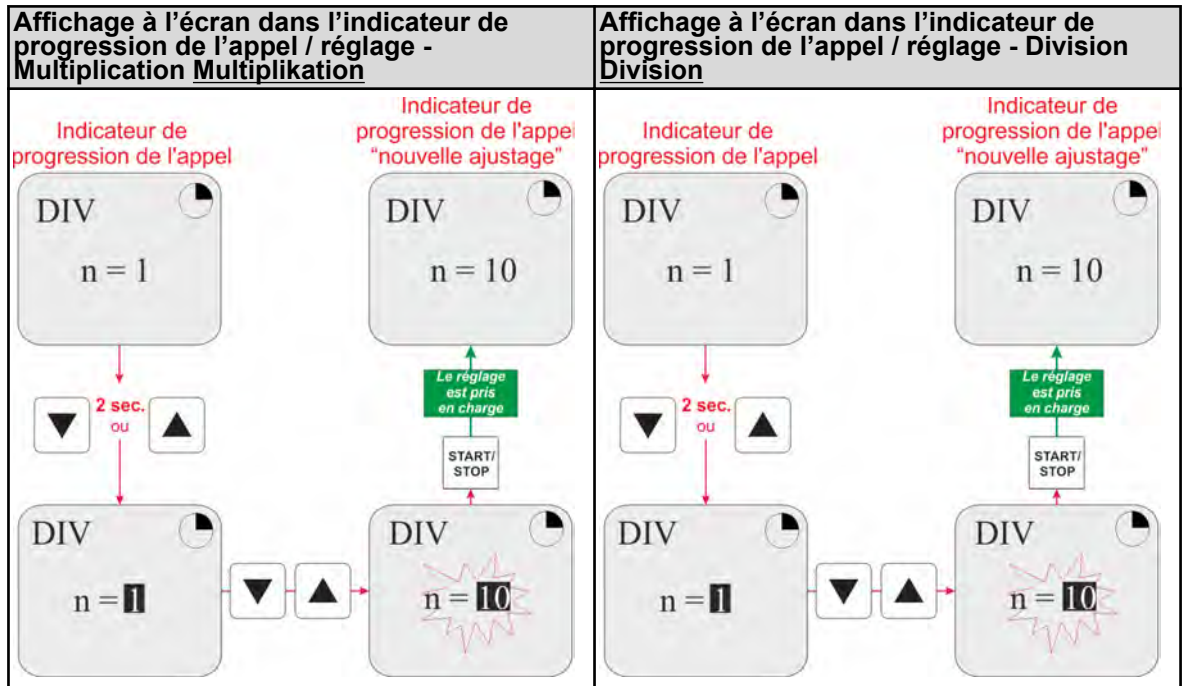 Affichage à l'écran dans l'indicateur de
progression de l'appel / réglage -
Multiplication Multiplikation
Indicateur de
progression de l'appel
Indicateur de
progression de l'appel
“nouvelle ajustage”
DIV
n = 1
DIV
n = 10
2 sec.
ou
Le réglage
est pris
en charge
START/
STOP
DIV
n = 1
DIV
n = 10
Affichage à l'écran dans l'indicateur de
progression de l'appel / réglage - Division
Division
Indicateur de
progression de l'appel
Indicateur de
progression de l'appel
“nouvelle ajustage”
DIV
n = 1
DIV
n = 10
2 sec.
ou
Le réglage
est pris
en charge
START/
STOP
DIV
n = 1
DIV
n = 10